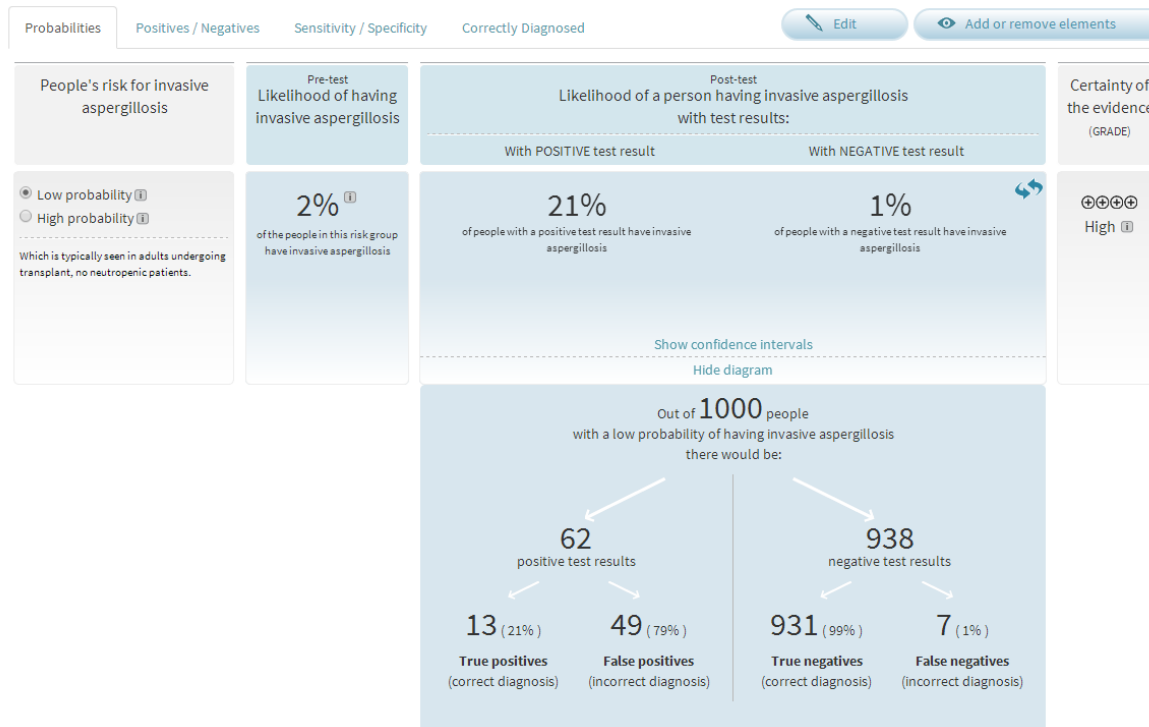 Probabilities
Positives / Negatives
Sensitivity / Specificity
Correctly Diagnosed
Edit
Add or remove elements
People's risk for invasive
aspergillosis
Pre-test
Likelihood of having
invasive aspergillosis
Post-test
Likelihood of a person having invasive aspergillosis
with test results:
With POSITIVE test result
With NEGATIVE test result
Certainty of
the evidence
(GRADE)
Low probability
High probability
Which is typically seen in adults undergoing
transplant, no neutropenic patients.
2%
of the people in this risk group
have invasive aspergillosis
21%
of people with a positive test result have invasive
aspergillosis
1%
of people with a negative test result have invasive
aspergillosis
High
Show confidence intervals
Hide diagram
Out of 1000 people
with a low probability of having invasive aspergillosis
there would be:
62
positive test results
938
negative test results
13 ( 21% )
True positives
(correct diagnosis)
49 ( 79% )
False positives
(incorrect diagnosis)
931 ( 99% )
True negatives
(correct diagnosis)
7 ( 1% )
False negatives
(incorrect diagnosis)